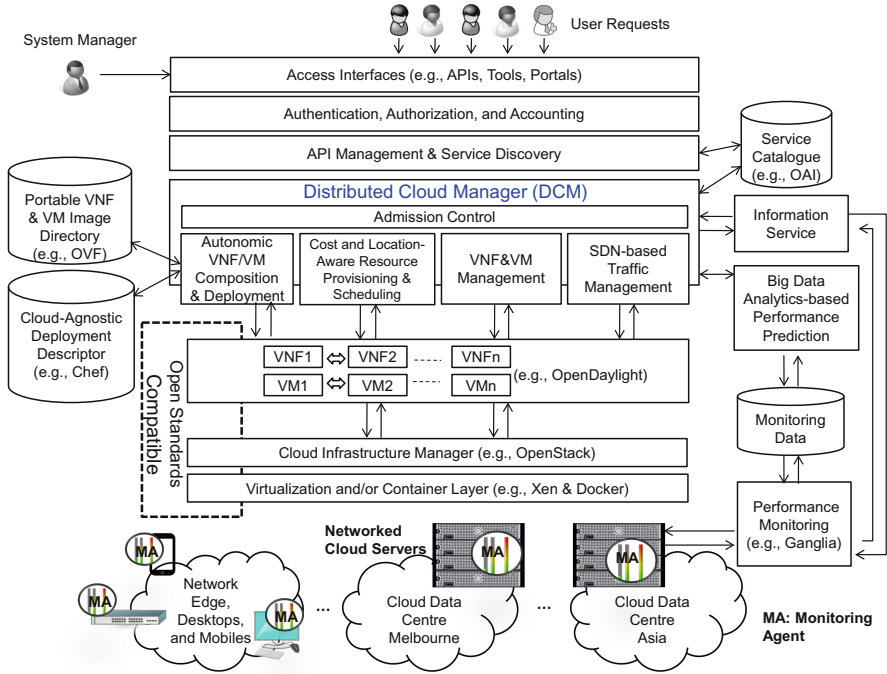 User Requests
System Manager
Access Interfaces (e.g., APIs, Tools, Portals)
Authentication, Authorization, and Accounting
API Management & Service Discovery
Service
Catalogue
(e.g., OAI)
Distributed Cloud Manager (DCM)
Admission Control
Portable VNF
& VM Image
Directory
(e.g., OVF)
Information
Service
Autonomic
VNF/VM
Composition
& Deployment
Cost and Location-
Aware Resource
Provisioning &
Scheduling
VNF&VM
Management
SDN-based
Traffic
Management
Big Data
Analytics-based
Performance
Prediction
Cloud-Agnostic
Deployment
Descriptor
(e.g., Chef)
Open Standards
Compatible
VNF1
VNF2
VNFn
VM1
VM2
VMn
(e.g., OpenDaylight)
Monitoring
Data
Cloud Infrastructure Manager (e.g., OpenStack)
Virtualization and/or Container Layer (e.g., Xen & Docker)
Performance
Monitoring
(e.g., Ganglia)
Networked
Cloud Servers
MA
MA
MA
MA
MA
Network
Edge,
Desktops,
and Mobiles
...
Cloud Data
Centre
Melbourne
...
Cloud Data
Centre
Asia
MA: Monitoring
Agent